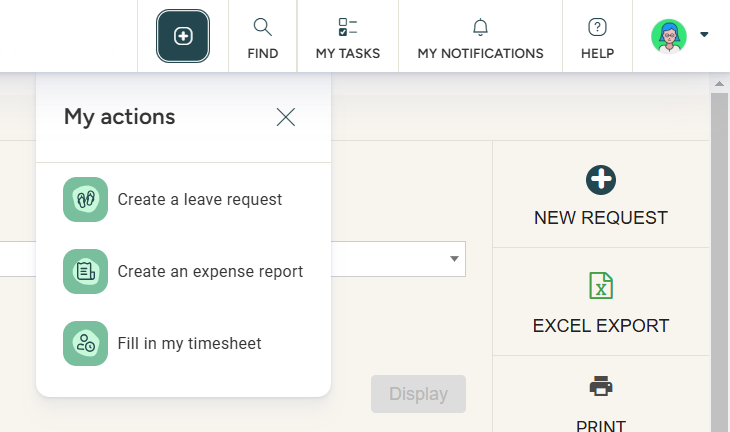 FIND
MY TASKS
MY NOTIFICATIONS
HELP
My actions
Create a leave request
Create an expense report
Fill in my timesheet
Display
NEW REQUEST
EXCEL EXPORT
PRINT